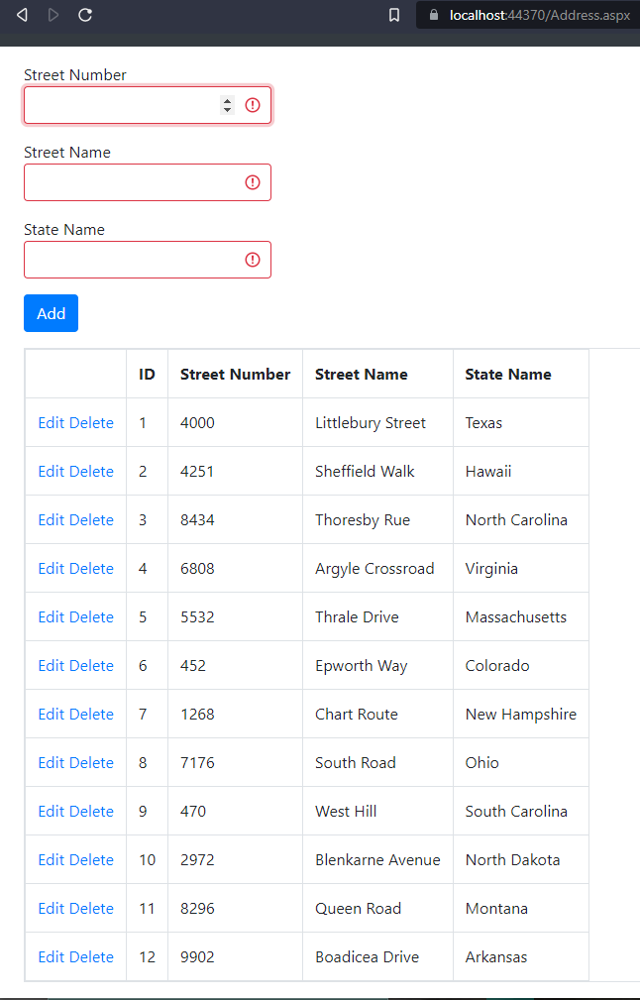 localhost:44370/Address.aspx
Street Number
Street Name
State Name
Add
ID Street Number Street Name State Name
Edit Delete 1 4000 Littlebury Street Texas
Edit Delete 2 4251 Sheffield Walk Hawaii
Edit Delete 3 8434 Thoresby Rue North Carolina
Edit Delete 4 6808 Argyle Crossroad Virginia
Edit Delete 5 5532 Thrale Drive Massachusetts
Edit Delete 6 452 Epworth Way Colorado
Edit Delete 7 1268 Chart Route New Hampshire
Edit Delete 8 7176 South Road Ohio
Edit Delete 9 470 West Hill South Carolina
Edit Delete 10 2972 Blenkarne Avenue North Dakota
Edit Delete 11 8296 Queen Road Montana
Edit Delete 12 9902 Boadicea Drive Arkansas